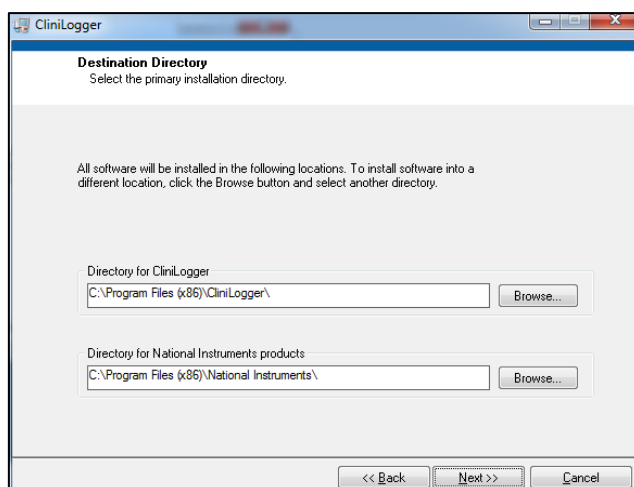 CliniLogger
Destination Directory
Select the primary installation directory.
All software will be installed in the following locations. To install software into a
different location, click the Browse button and select another directory.
Directory for CliniLogger
C:\Program Files (x86)\CliniLogger\
Browse...
Directory for National Instruments products
C:\Program Files (x86)\National Instruments\
Browse...
<< Back Next >> Cancel